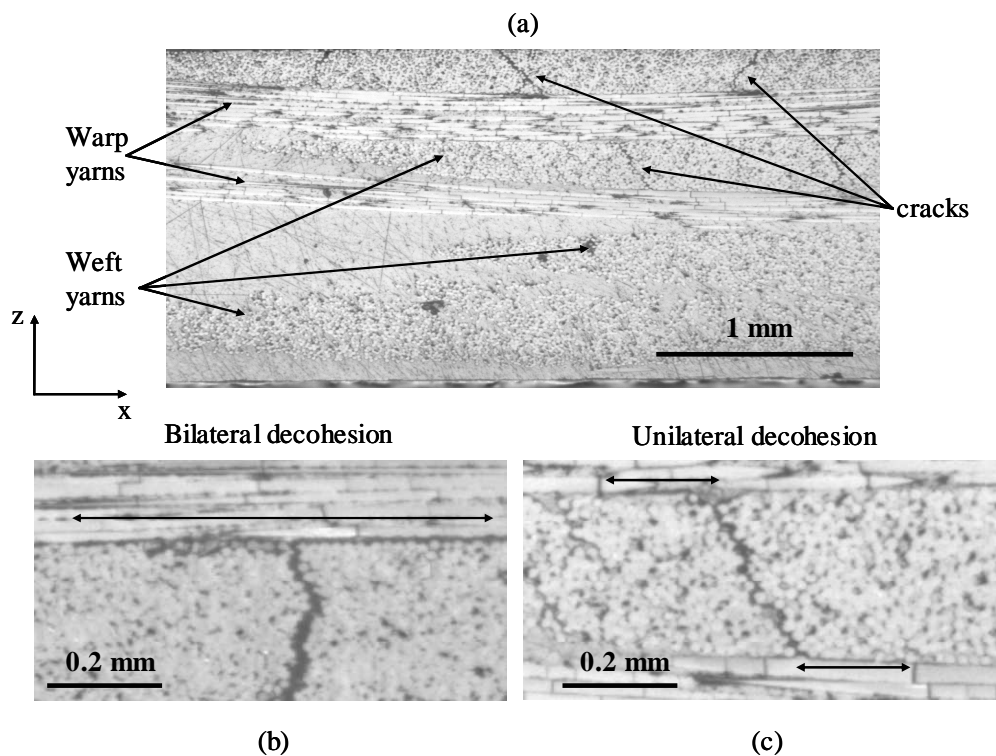 (a)
Warp
yarns
cracks
Weft
yarns
1 mm
z
x
Bilateral decohesion
Unilateral decohesion
0.2 mm
0.2 mm
(b)
(c)